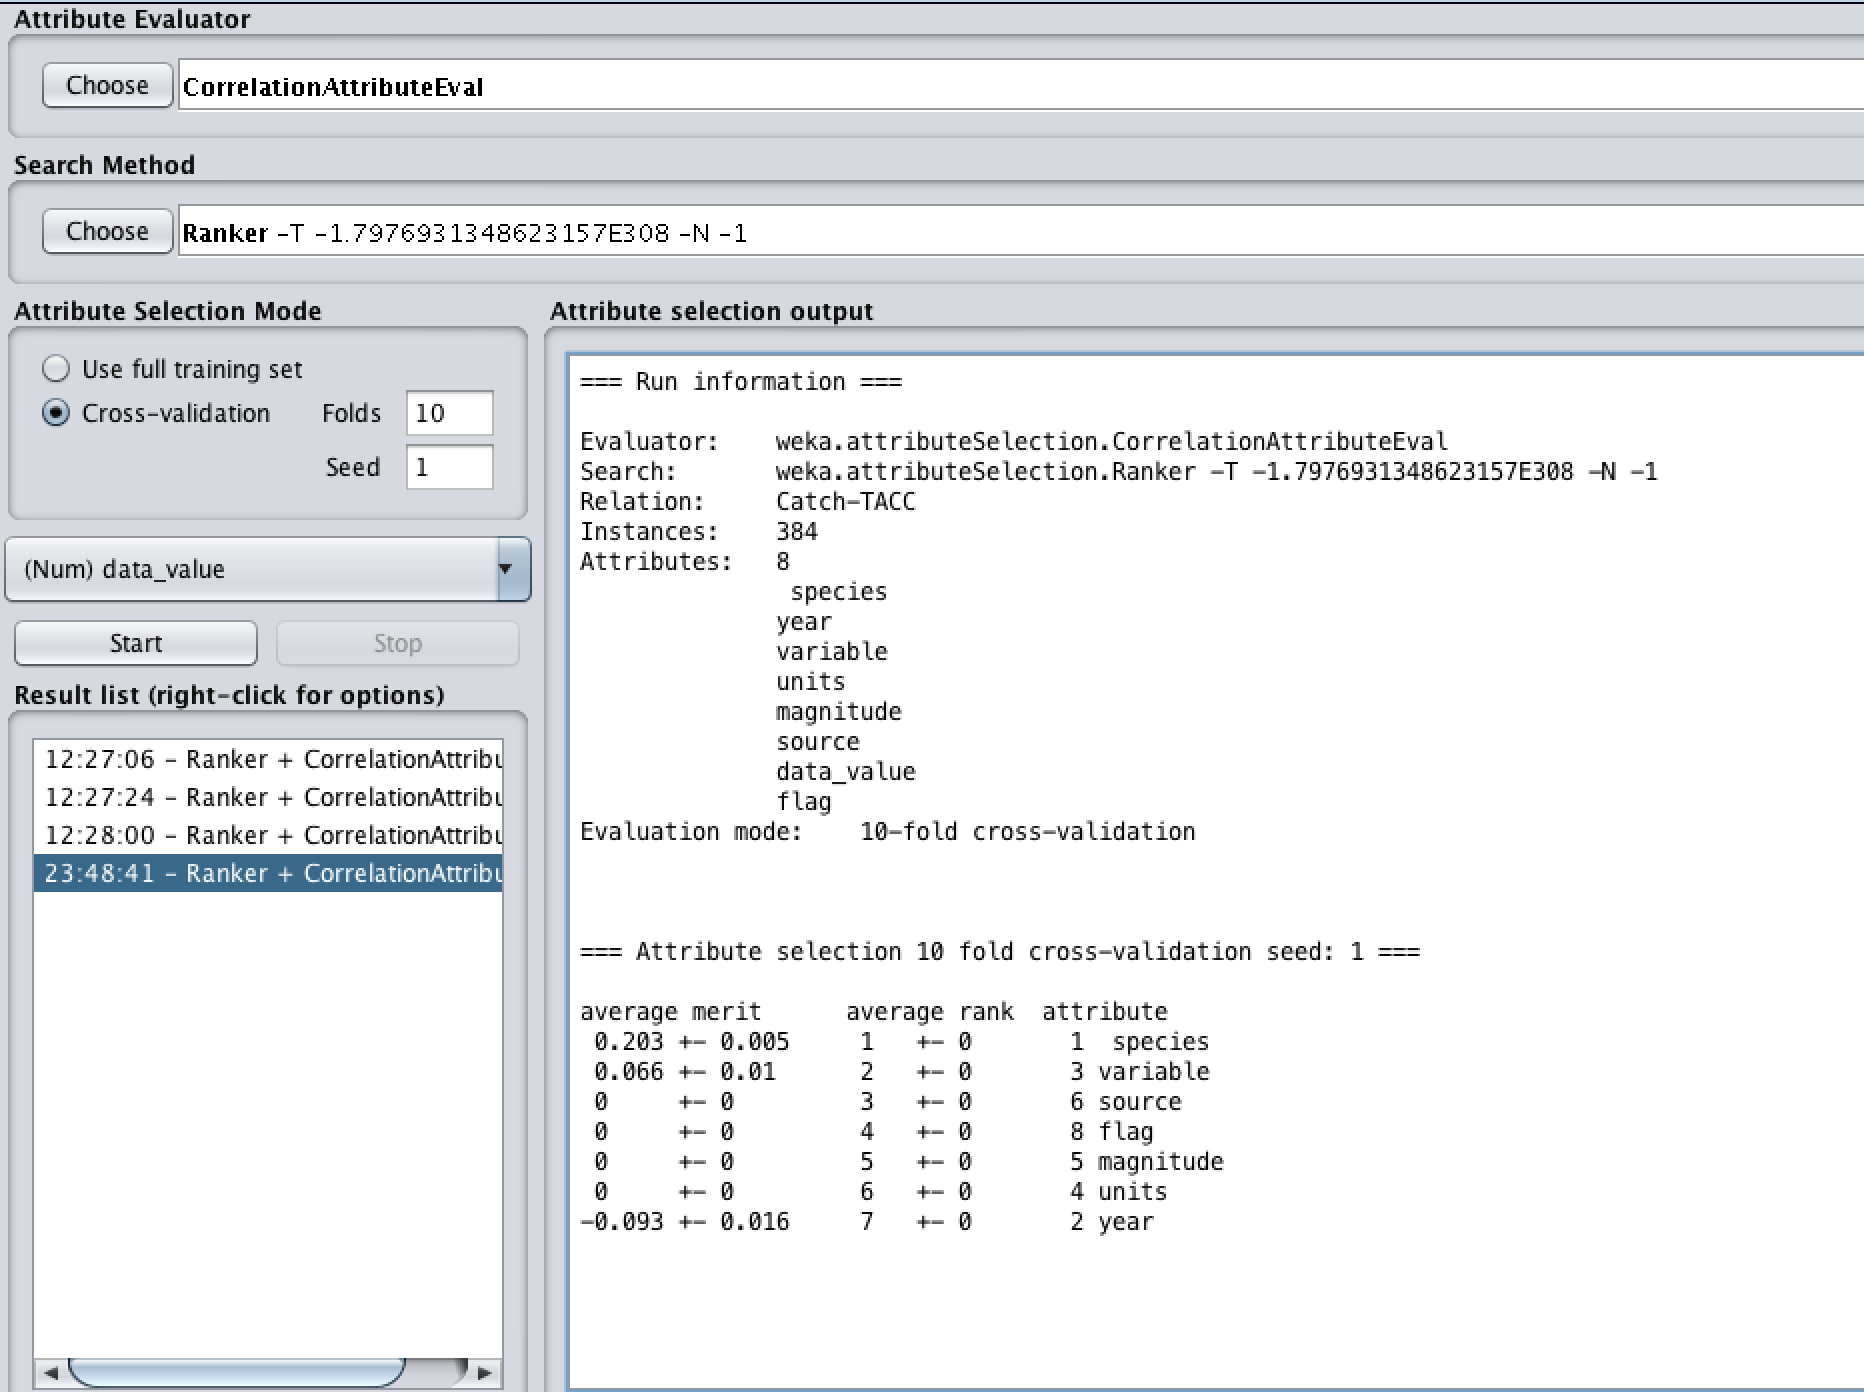 Attribute Evaluator
Choose CorrelationAttributeEval
Search Method
Choose Ranker -T -1.7976931348623157E308 -N -1
Attribute Selection Mode
Use full training set
Cross-validation Folds 10
Seed 1
(Num) data_value
Start Stop
Result list (right-click for options)
12:27:06 - Ranker + CorrelationAttribu
12:27:24 - Ranker + CorrelationAttribu
12:28:00 - Ranker + CorrelationAttribu
23:48:41 - Ranker + CorrelationAttribu
Attribute selection output
=== Run information ===
Evaluator: weka.attributeSelection.CorrelationAttributeEval
Search: weka.attributeSelection.Ranker -T -1.7976931348623157E308 -N -1
Relation: Catch-TACC
Instances: 384
Attributes: 8
species
year
variable
units
magnitude
source
data_value
flag
Evaluation mode: 10-fold cross-validation
=== Attribute selection 10 fold cross-validation seed: 1 ===
average merit average rank attribute
0.203 +- 0.005 1 +- 0 1 species
0.066 +- 0.01 2 +- 0 3 variable
0 +- 0 3 +- 0 6 source
0 +- 0 4 +- 0 8 flag
0 +- 0 5 +- 0 5 magnitude
0 +- 0 6 +- 0 4 units
-0.093 +- 0.016 7 +- 0 2 year